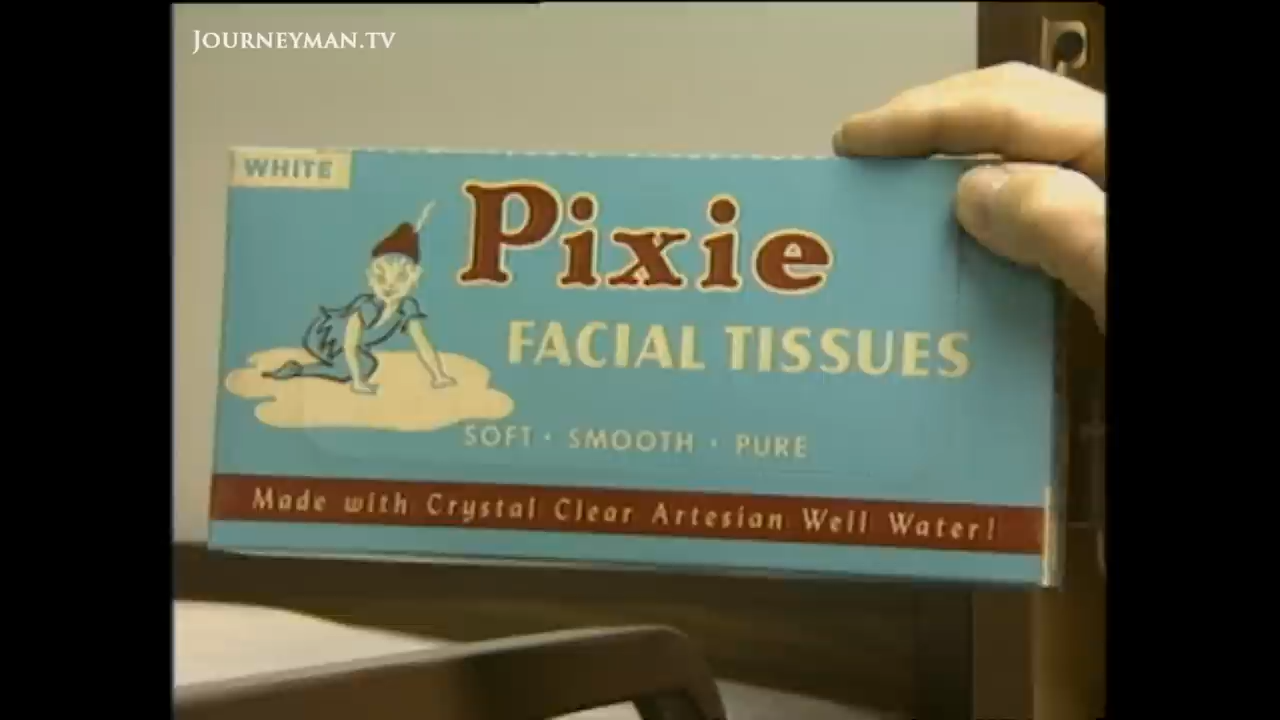 JOURNEYMAN.TV
WHITE
Pixie
FACIAL TISSUES
SOFT · SMOOTH · PURE
Made with Crystal Clear Artesian Well Water!